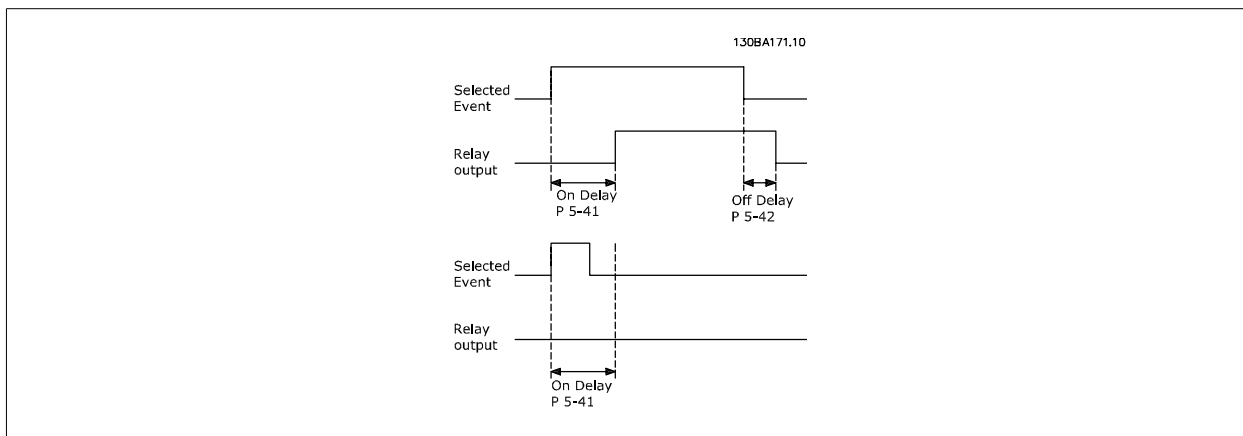 130BA171.10
Selected
Event
Relay
output
On Delay
P 5-41
Off Delay
P 5-42
Selected
Event
Relay
output
On Delay
P 5-41